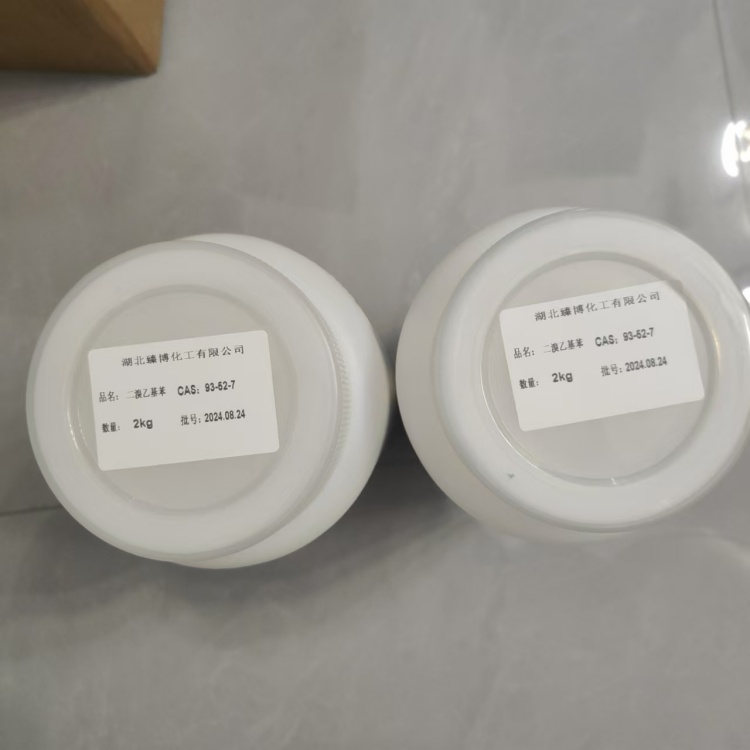 湖北臻博化工有限公司
品名： 二溴乙基苯 CAS：93-52-7
数量： 2kg 批号：2024.08.24
湖北臻博化工有限公司
品名： 二溴乙基苯 CAS：93-52-7
数量： 2kg 批号：2024.08.24